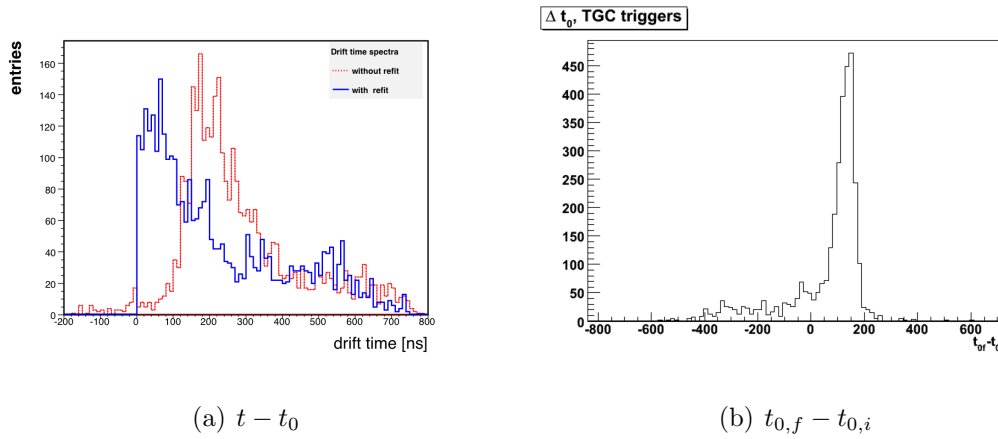 Δ t₀, TGC triggers
entries
Drift time spectra
without refit
with refit
160
140
120
100
80
60
40
20
0
-200 -100 0 100 200 300 400 500 600 700 800
drift time [ns]
450
400
350
300
250
200
150
100
50
0
-800 -600 -400 -200 0 200 400 600
t₀f-t₀
(a) t − t₀
(b) t₀,f − t₀,i